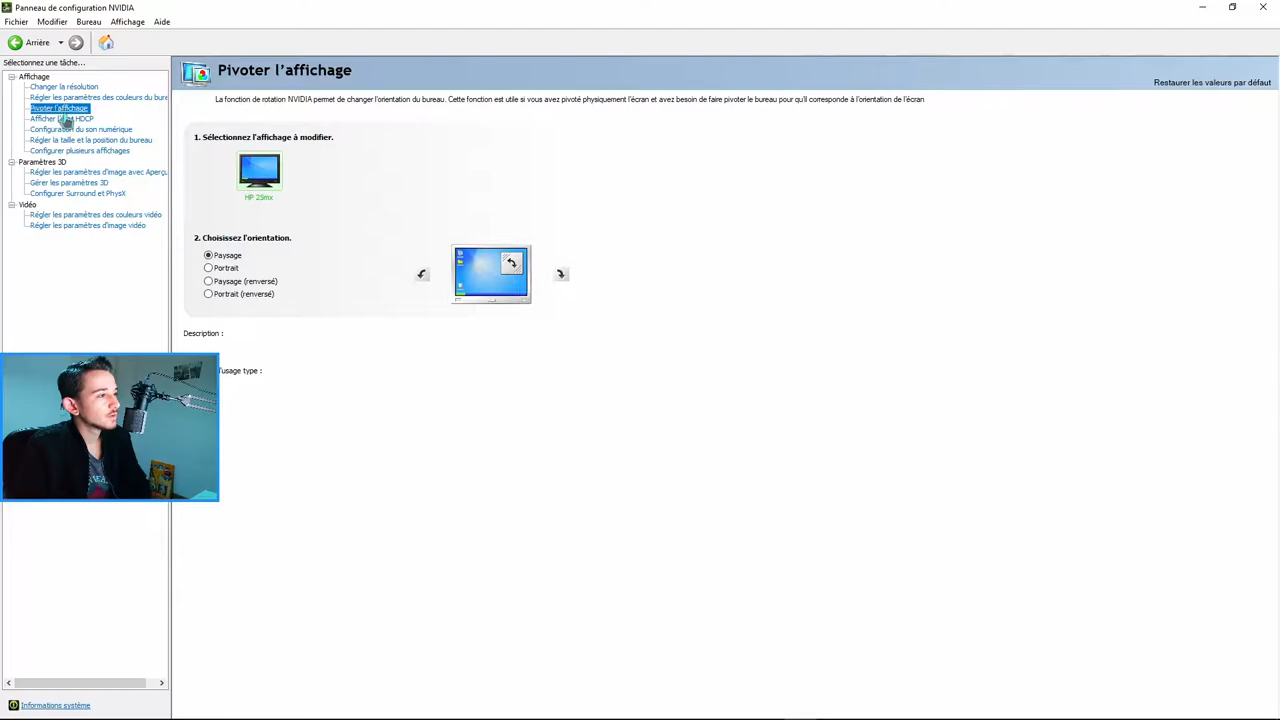 Panneau de configuration NVIDIA
Fichier Modifier Bureau Affichage Aide
Arrière
Sélectionnez une tâche...
Affichage
Changer la résolution
Régler les paramètres des couleurs du bure
Pivoter l'affichage
Afficher HDCP
Configuration du son numérique
Régler la taille et la position du bureau
Configurer plusieurs affichages
Paramètres 3D
Régler les paramètres d'image avec Aperçu
Gérer les paramètres 3D
Configurer Surround et PhysX
Vidéo
Régler les paramètres des couleurs vidéo
Régler les paramètres d'image vidéo
Informations système
Pivoter l'affichage
Restaurer les valeurs par défaut
La fonction de rotation NVIDIA permet de changer l'orientation du bureau. Cette fonction est utile si vous avez pivoté physiquement l'écran et avez besoin de faire pivoter le bureau pour qu'il corresponde à l'orientation de l'écran
1. Sélectionnez l'affichage à modifier.
HP 25mx
2. Choisissez l'orientation.
Paysage
Portrait
Paysage (renversé)
Portrait (renversé)
Description :
l'usage type :